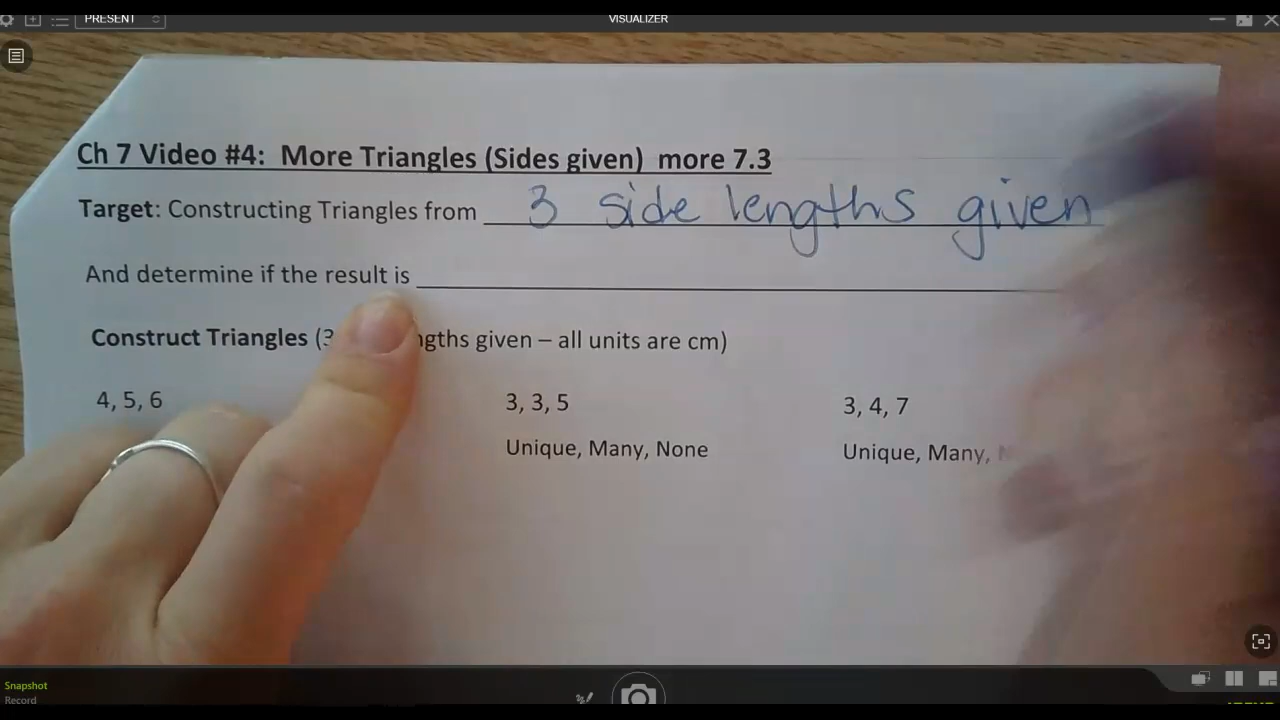 PRESENT
VISUALIZER
Ch 7 Video #4: More Triangles (Sides given) more 7.3
Target: Constructing Triangles from 3 side lengths given
And determine if the result is
Construct Triangles (3 gths given – all units are cm)
4, 5, 6
3, 3, 5
3, 4, 7
Unique, Many, None
Unique, Many,
Snapshot
Record